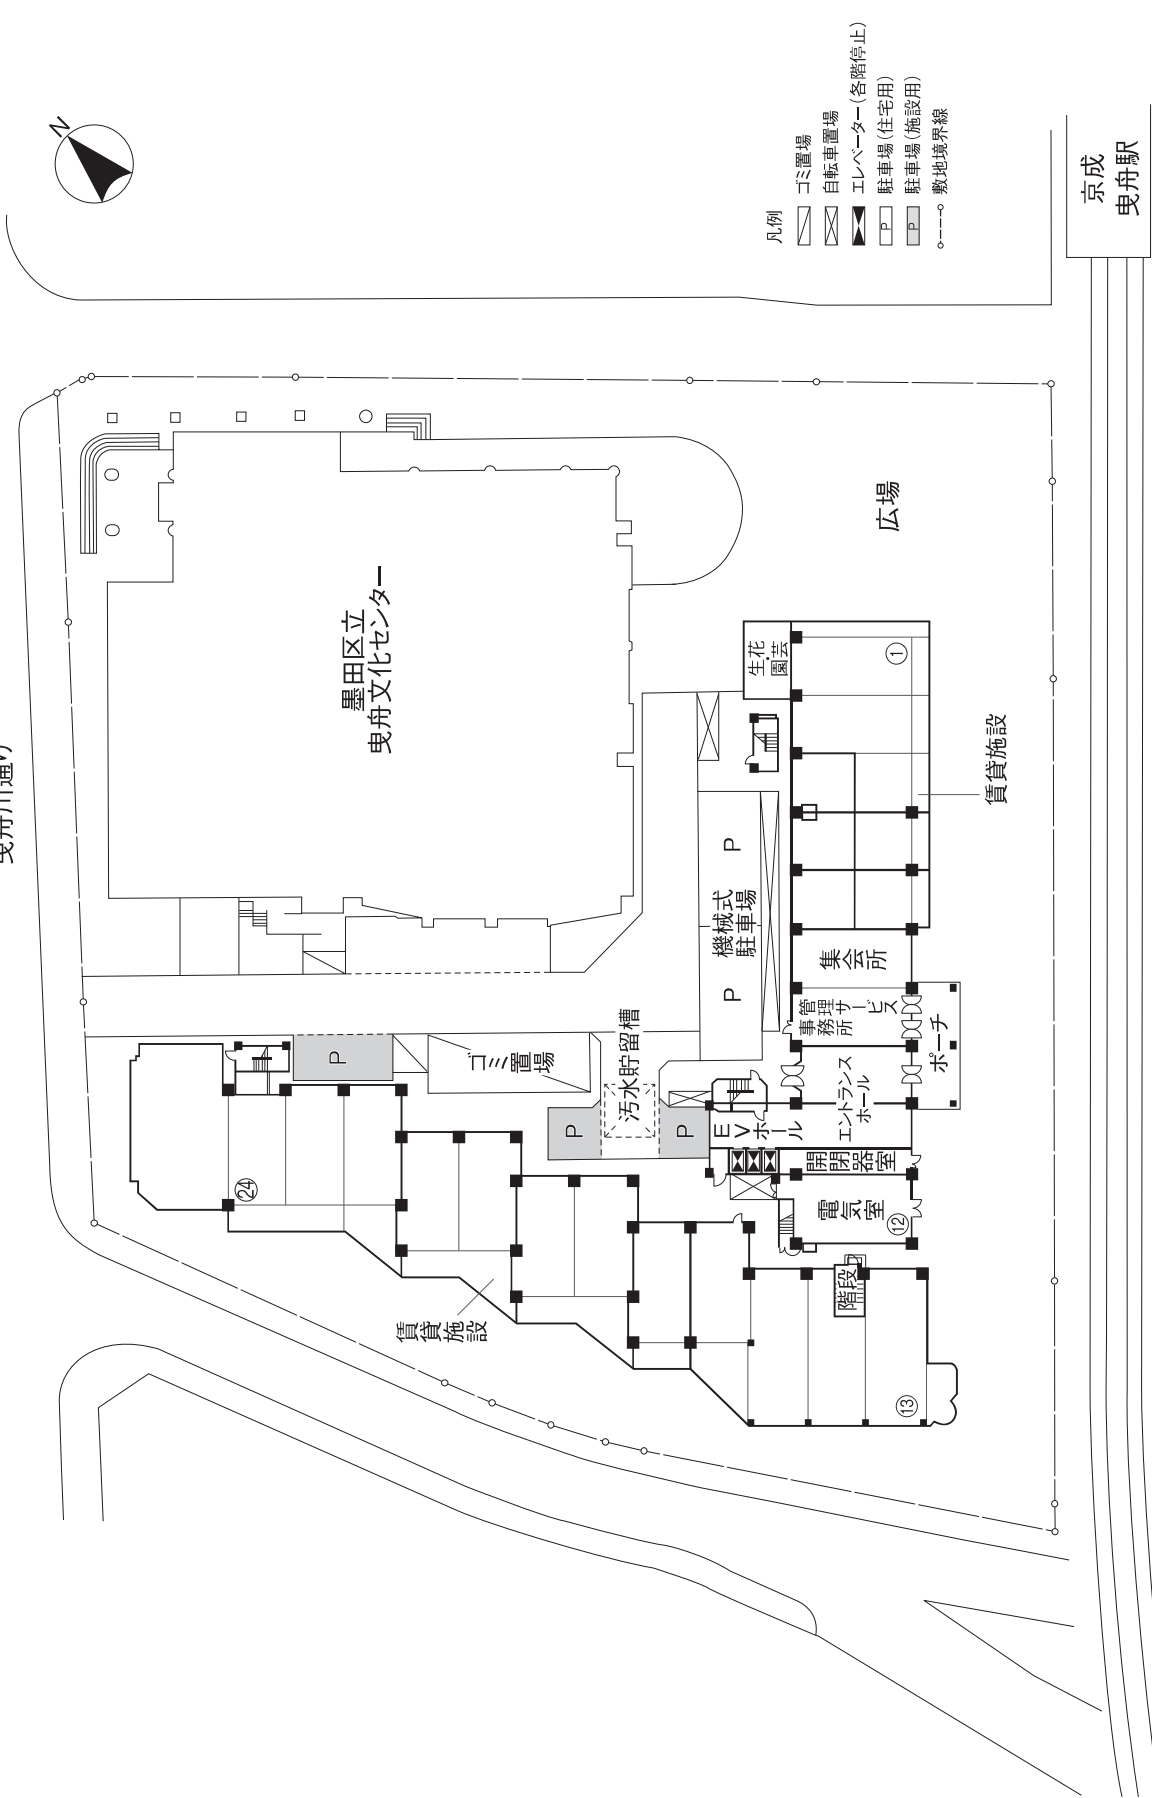 曳舟川通り
N
凡例
ゴミ置場
自転車置場
エレベーター(各階停止)
P 駐車場(住宅用)
P 駐車場(施設用)
敷地境界線
京成
曳舟駅
広場
墨田区立
曳舟文化センター
生花
・
園芸
1
賃貸施設
P
機械式
駐車場
P
集会所
管理サービス
事務所
ポーチ
エントランス
ホール
EVホール
開閉器室
電気室
12
階段
13
汚水貯留槽
P
P
ゴミ置場
P
24
賃貸施設